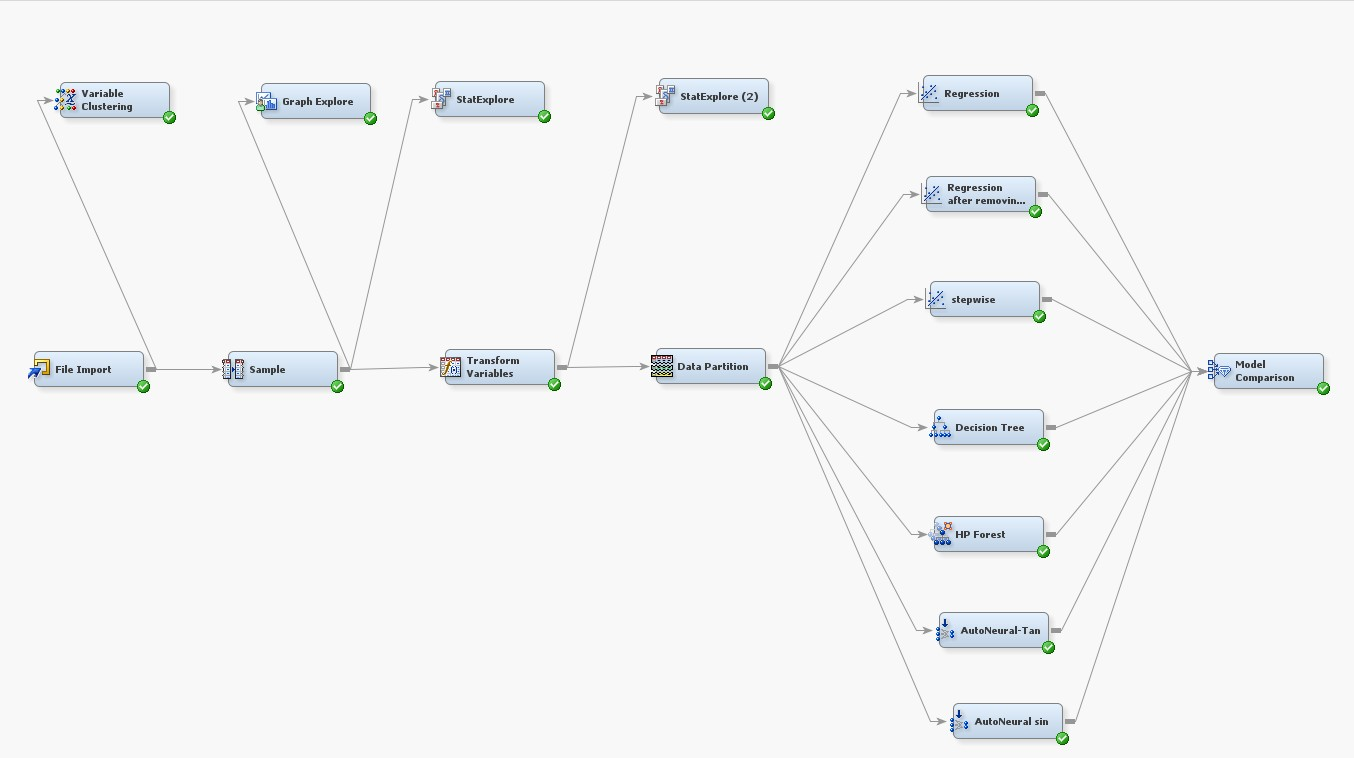 Variable
Clustering
Graph Explore
StatExplore
StatExplore (2)
Regression
Regression
after removin...
stepwise
File Import
Sample
Transform
Variables
Data Partition
Model
Comparison
Decision Tree
HP Forest
AutoNeural-Tan
AutoNeural sin